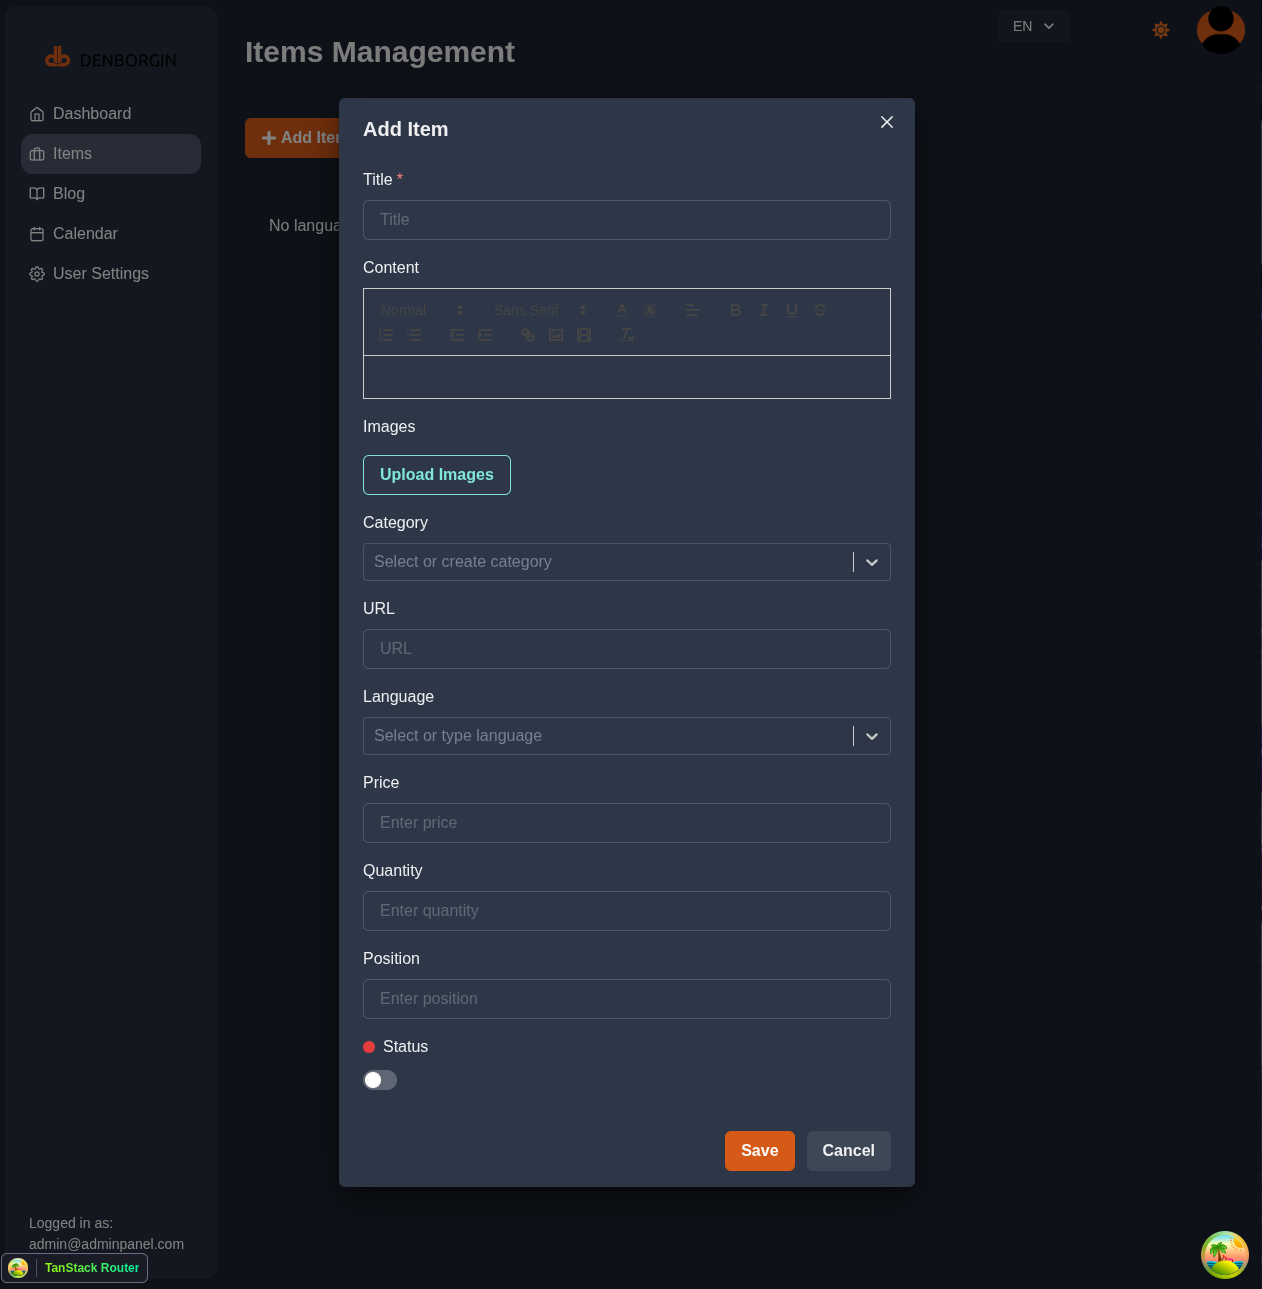 DENBORGIN
Dashboard
Items
Blog
Calendar
User Settings
Logged in as:
admin@adminpanel.com
TanStack Router
Items Management
EN
Add Iter
No langua
Add Item
Title *
Title
Content
Normal Sans Serif
Images
Upload Images
Category
Select or create category
URL
URL
Language
Select or type language
Price
Enter price
Quantity
Enter quantity
Position
Enter position
Status
Save Cancel